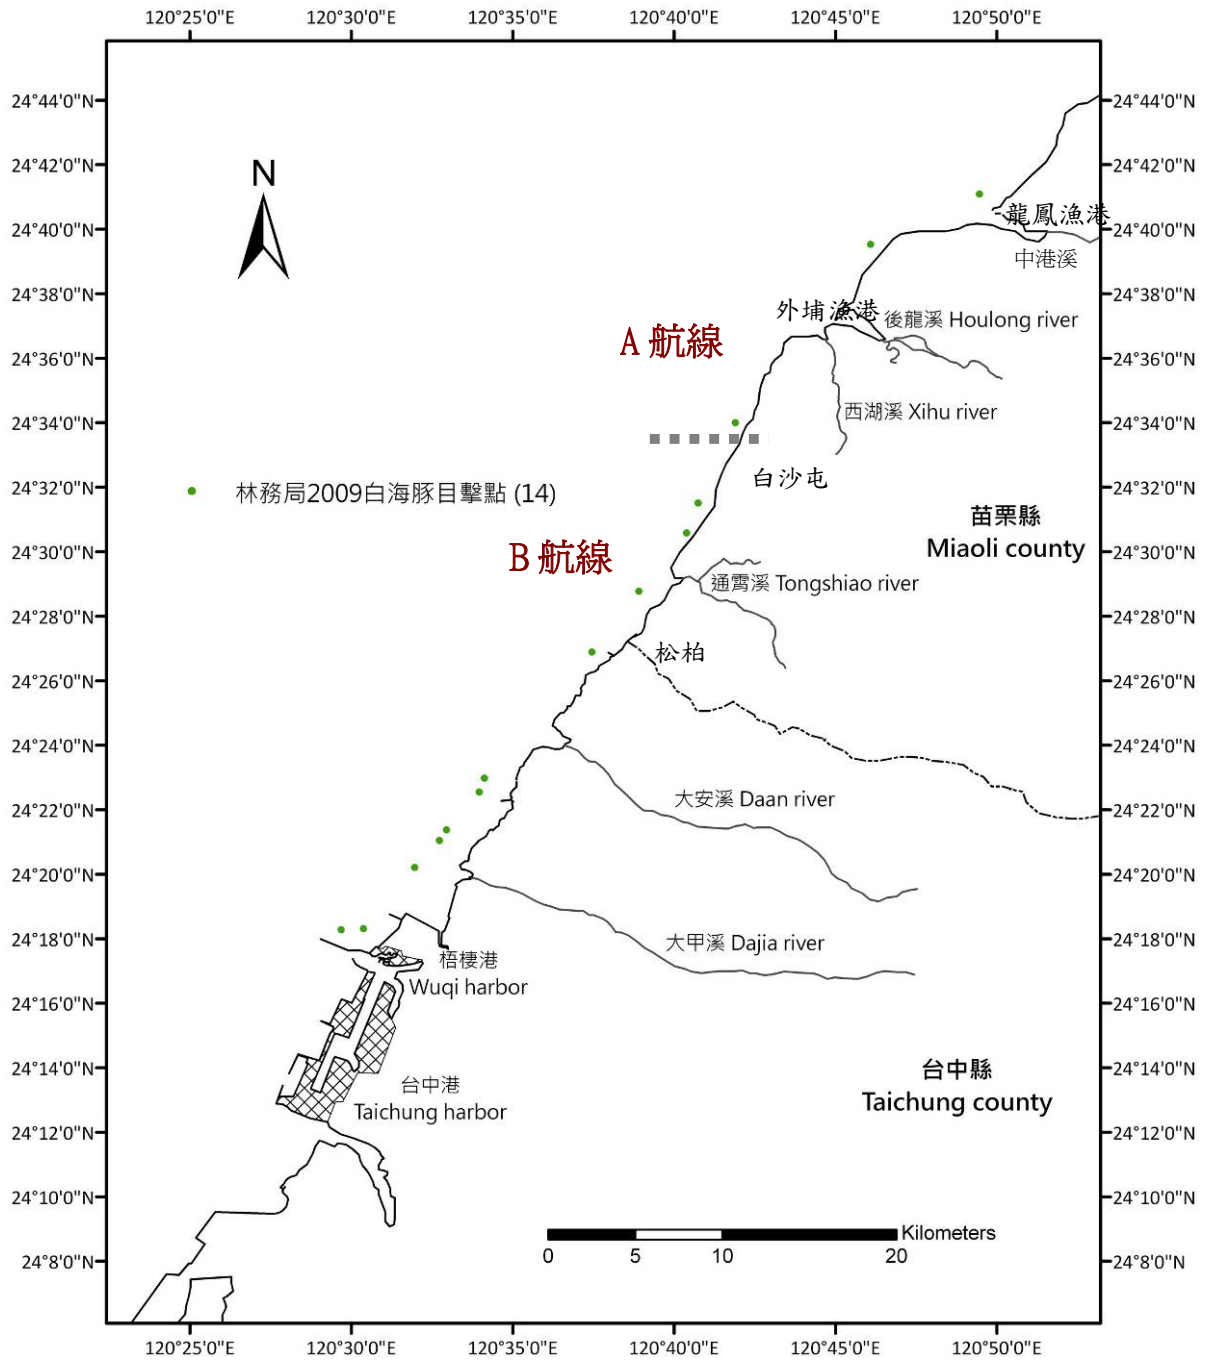 120°25'0"E
120°30'0"E
120°35'0"E
120°40'0"E
120°45'0"E
120°50'0"E
24°44'0"N
24°44'0"N
N
24°42'0"N
24°42'0"N
龍鳳漁港
24°40'0"N
24°40'0"N
中港溪
24°38'0"N
24°38'0"N
外埔漁港
後龍溪 Houlong river
A 航線
24°36'0"N
24°36'0"N
西湖溪 Xihu river
24°34'0"N
24°34'0"N
白沙屯
24°32'0"N
24°32'0"N
林務局2009白海豚目擊點 (14)
苗栗縣
Miaoli county
B 航線
24°30'0"N
24°30'0"N
通霄溪 Tongshiao river
24°28'0"N
24°28'0"N
松柏
24°26'0"N
24°26'0"N
24°24'0"N
24°24'0"N
大安溪 Daan river
24°22'0"N
24°22'0"N
24°20'0"N
24°20'0"N
大甲溪 Dajia river
24°18'0"N
24°18'0"N
梧棲港
Wuqi harbor
24°16'0"N
24°16'0"N
24°14'0"N
24°14'0"N
台中縣
Taichung county
台中港
Taichung harbor
24°12'0"N
24°12'0"N
24°10'0"N
24°10'0"N
Kilometers
0
5
10
20
24°8'0"N
24°8'0"N
120°25'0"E
120°30'0"E
120°35'0"E
120°40'0"E
120°45'0"E
120°50'0"E